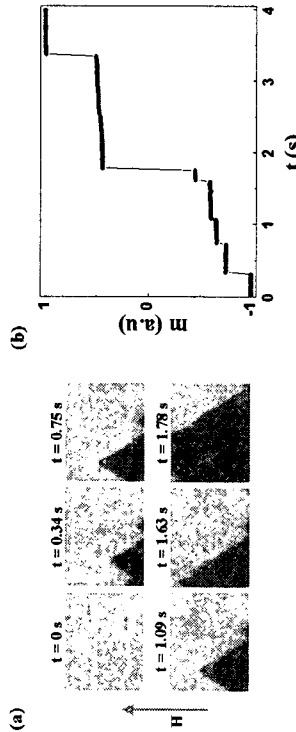 (a)
t = 0
t = 0.34 s
t = 0.75 s
t = 1.09 s
t = 1.63 s
t = 1.78 s
H
(b)
m (a.u)
1
0
-1
0
1
2
3
4
t (s)